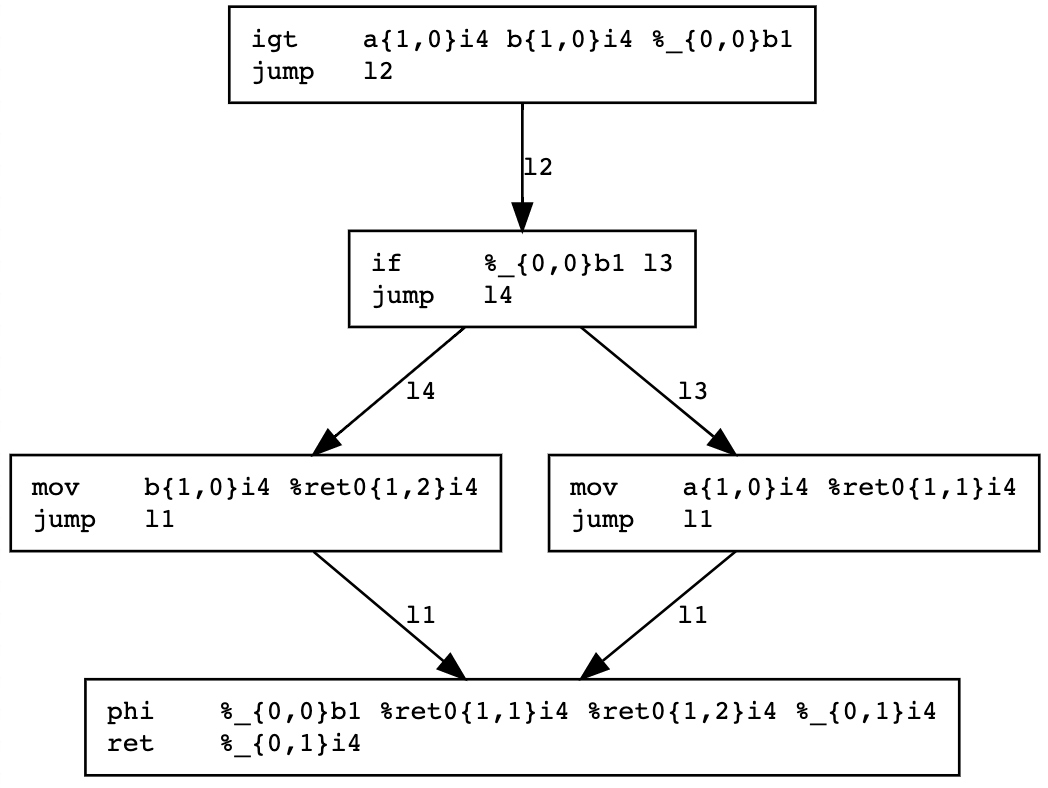 igt    a{1,0}i4 b{1,0}i4 %_{0,0}b1
jump   l2
l2
if     %_{0,0}b1 l3
jump   l4
l4
l3
mov    b{1,0}i4 %ret0{1,2}i4
jump   l1
mov    a{1,0}i4 %ret0{1,1}i4
jump   l1
l1
l1
phi    %_{0,0}b1 %ret0{1,1}i4 %ret0{1,2}i4 %_{0,1}i4
ret    %_{0,1}i4